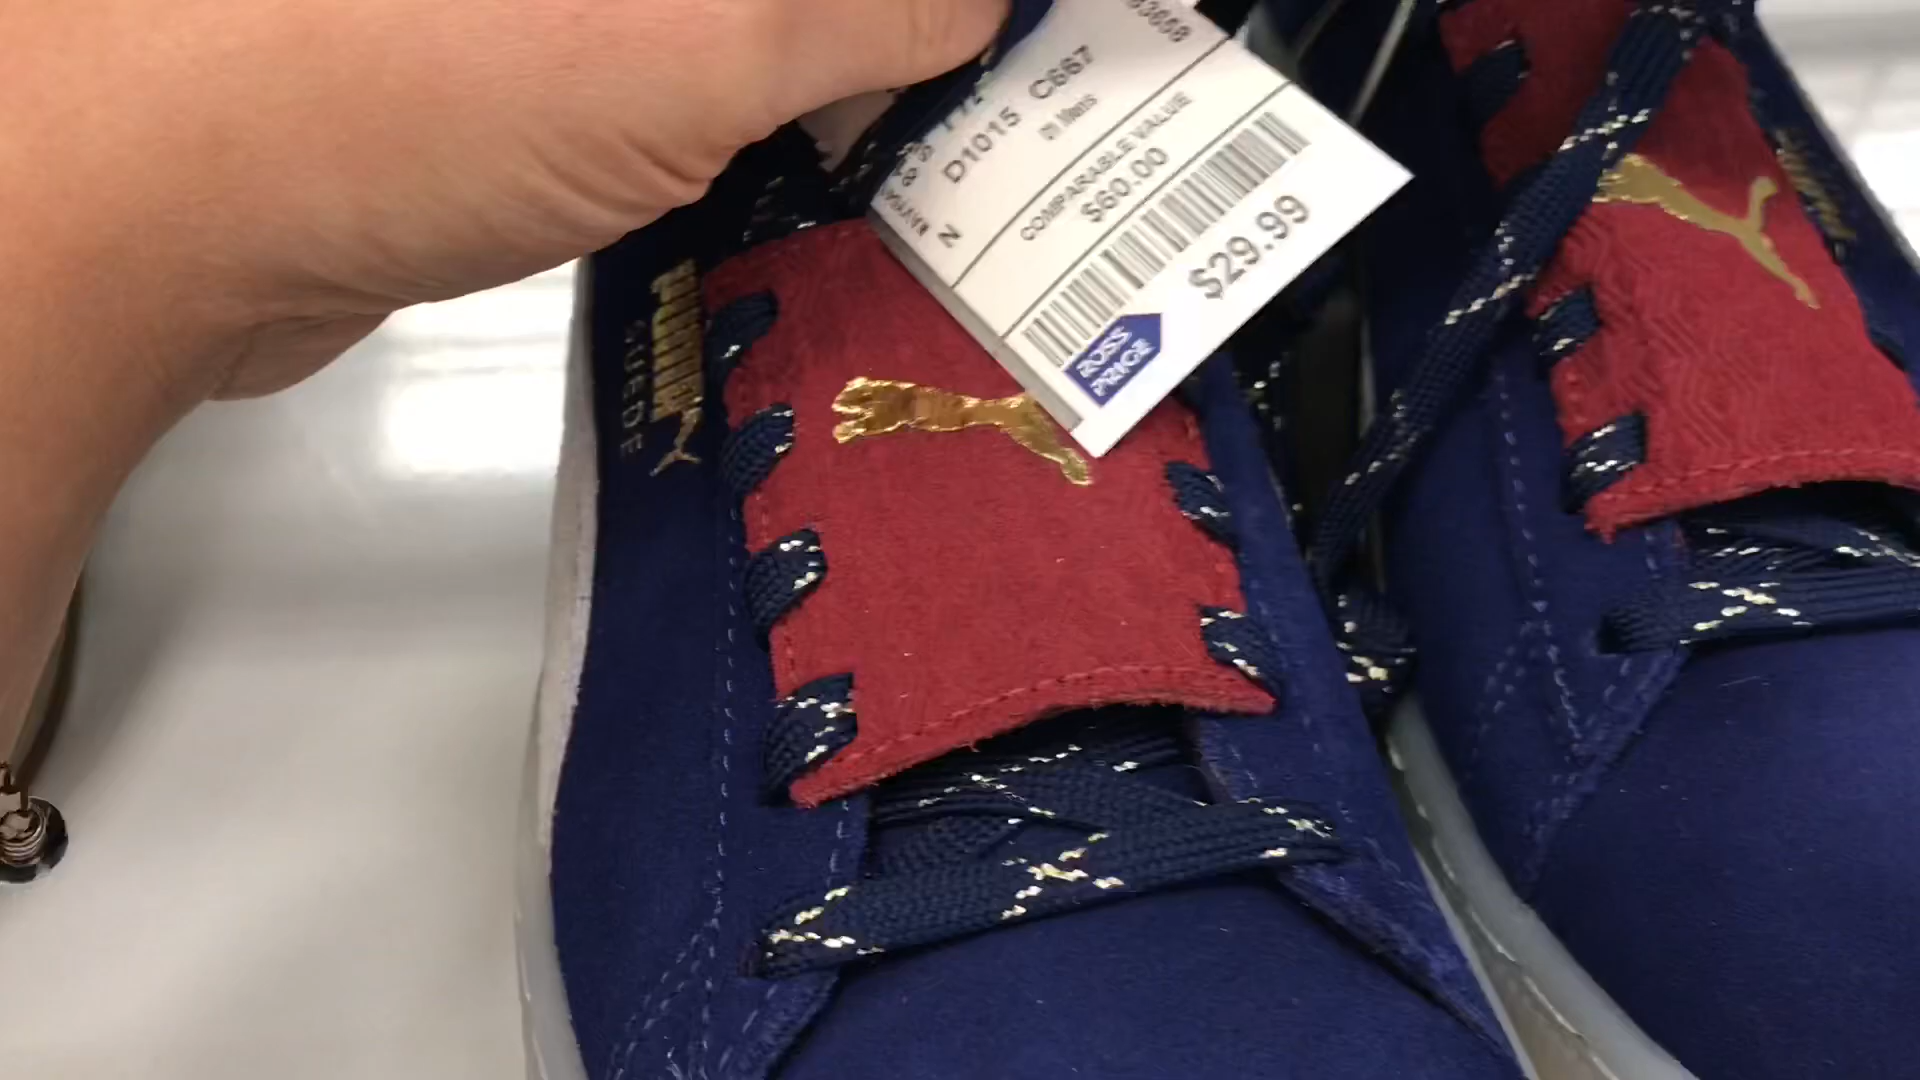 D1015 C667
COMPARABLE VALUE
$60.00
$29.99
ROSS
PRICE
N
PUMA
SUEDE